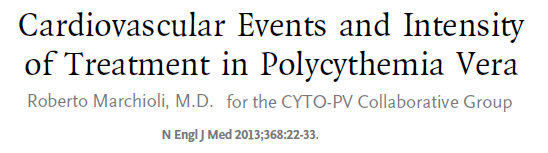 Cardiovascular Events and Intensity
of Treatment in Polycythemia Vera
Roberto Marchioli, M.D. for the CYTO-PV Collaborative Group
N Engl J Med 2013;368:22-33.